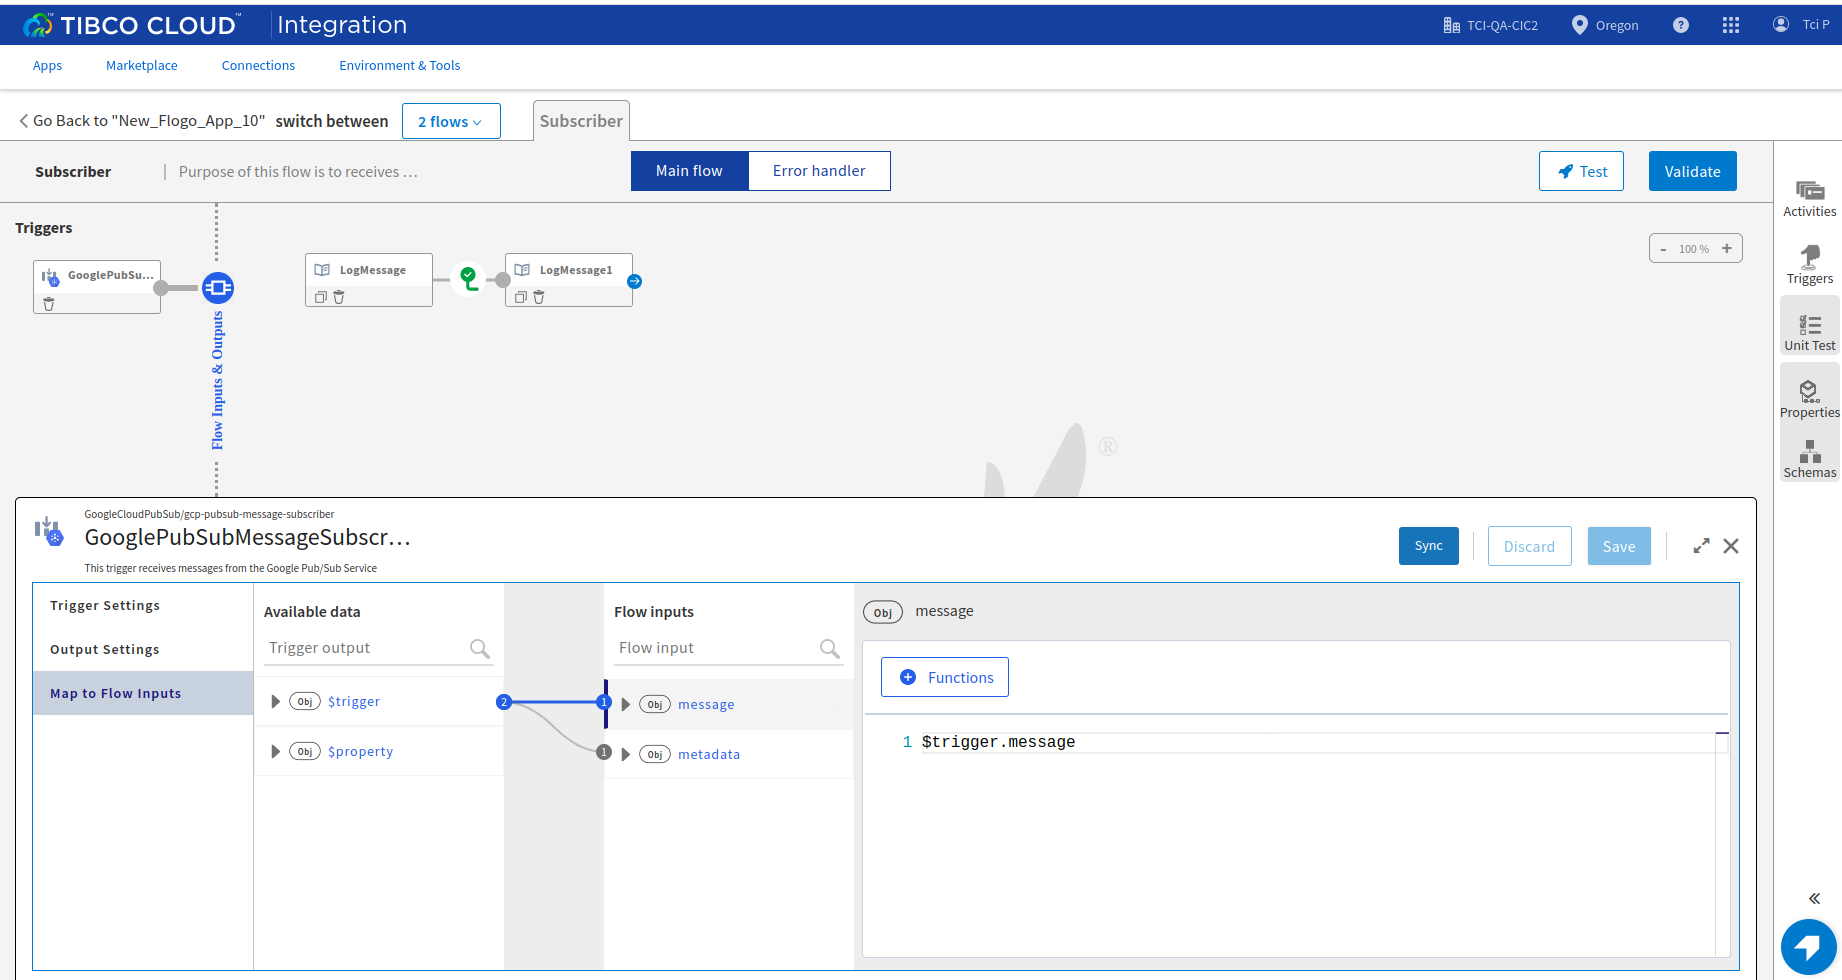 TIBCO CLOUD™ Integration
TCI-QA-CIC2 Oregon ? Tci P
Apps Marketplace Connections Environment & Tools
Go Back to "New_Flogo_App_10" switch between 2 flows Subscriber
Subscriber | Purpose of this flow is to receives … Main flow Error handler Test Validate
Triggers
GooglePubSu...
LogMessage
LogMessage1
- 100 % +
Flow Inputs & Outputs
®
Activities
Triggers
Unit Test
Properties
Schemas
GoogleCloudPubSub/gcp-pubsub-message-subscriber
GooglePubSubMessageSubscr…
This trigger receives messages from the Google Pub/Sub Service
Sync Discard Save
Trigger Settings
Output Settings
Map to Flow Inputs
Available data
Trigger output
Obj $trigger 2
Obj $property
Flow inputs
Flow input
1 Obj message
1 Obj metadata
Obj message
+ Functions
1 $trigger.message
«